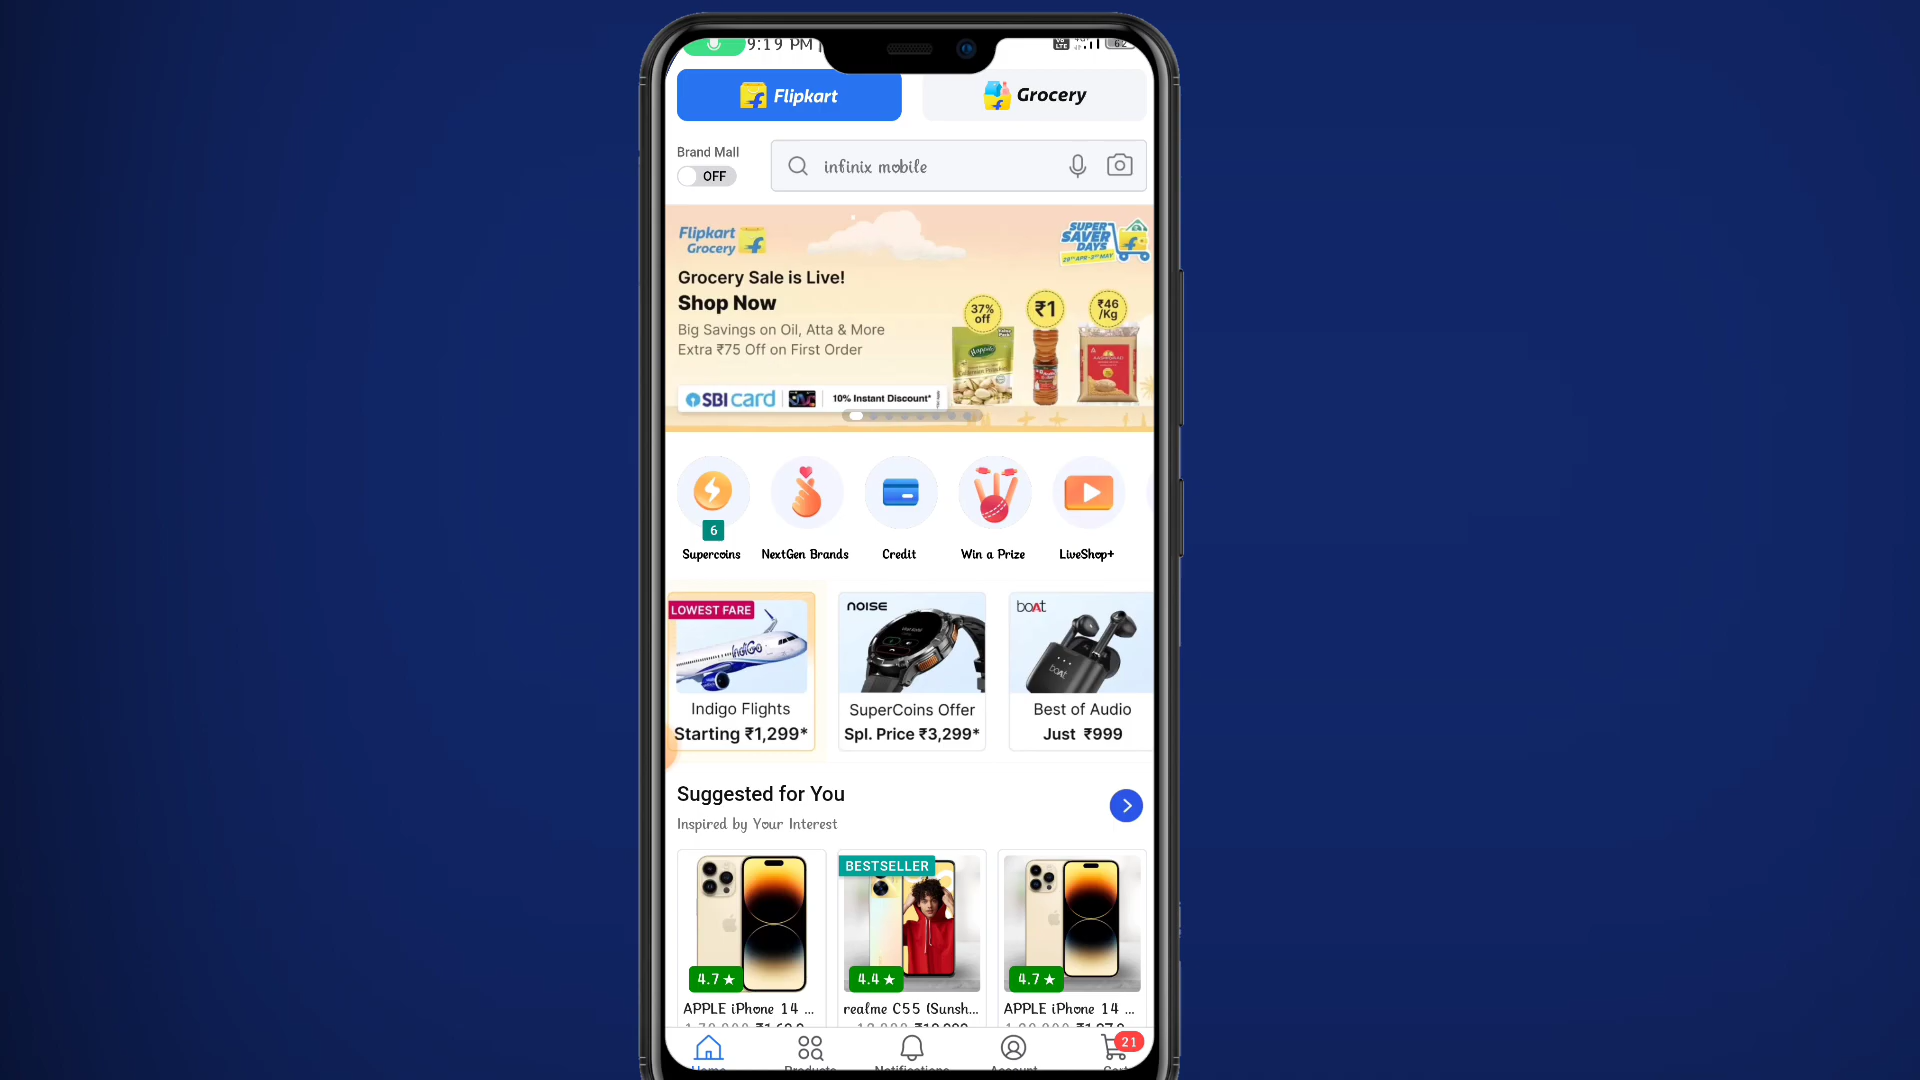 9:19 PM
62
Flipkart
Grocery
Brand Mall
OFF
infinix mobile
Flipkart
Grocery
SUPER
SAVER
DAYS
Grocery Sale is Live!
Shop Now
Big Savings on Oil, Atta & More
Extra ₹75 Off on First Order
37%
off
₹1
₹46
/Kg
SBI card
10% Instant Discount*
6
Supercoins
NextGen Brands
Credit
Win a Prize
LiveShop+
LOWEST FARE
IndiGo
Indigo Flights
Starting ₹1,299*
NOISE
SuperCoins Offer
Spl. Price ₹3,299*
boAt
boAt
Best of Audio
Just ₹999
Suggested for You
Inspired by Your Interest
BESTSELLER
4.7 ★
4.4 ★
4.7 ★
APPLE iPhone 14 ...
realme C55 (Sunsh...
APPLE iPhone 14 ...
21